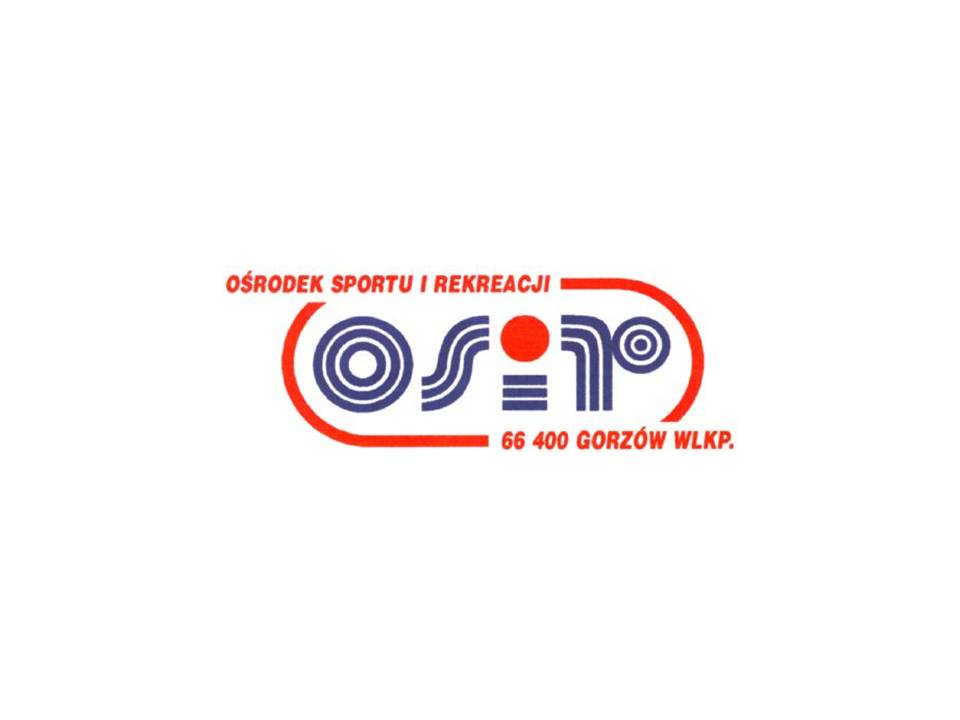 OŚRODEK SPORTU I REKREACJI
osir
66 400 GORZÓW WLKP.